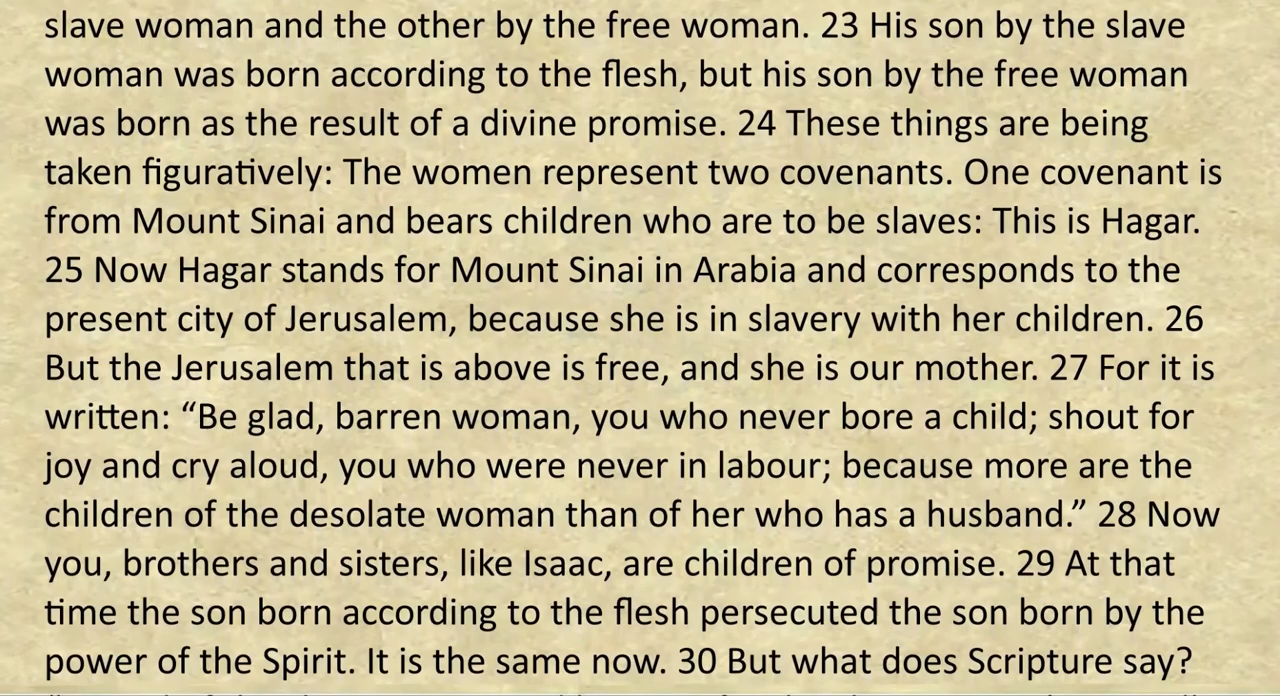 slave woman and the other by the free woman. 23 His son by the slave
woman was born according to the flesh, but his son by the free woman
was born as the result of a divine promise. 24 These things are being
taken figuratively: The women represent two covenants. One covenant is
from Mount Sinai and bears children who are to be slaves: This is Hagar.
25 Now Hagar stands for Mount Sinai in Arabia and corresponds to the
present city of Jerusalem, because she is in slavery with her children. 26
But the Jerusalem that is above is free, and she is our mother. 27 For it is
written: “Be glad, barren woman, you who never bore a child; shout for
joy and cry aloud, you who were never in labour; because more are the
children of the desolate woman than of her who has a husband.” 28 Now
you, brothers and sisters, like Isaac, are children of promise. 29 At that
time the son born according to the flesh persecuted the son born by the
power of the Spirit. It is the same now. 30 But what does Scripture say?